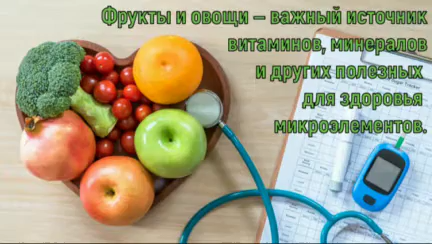 Фрукты и овощи – важный источник
витаминов, минералов
и других полезных
для здоровья
микроэлементов.